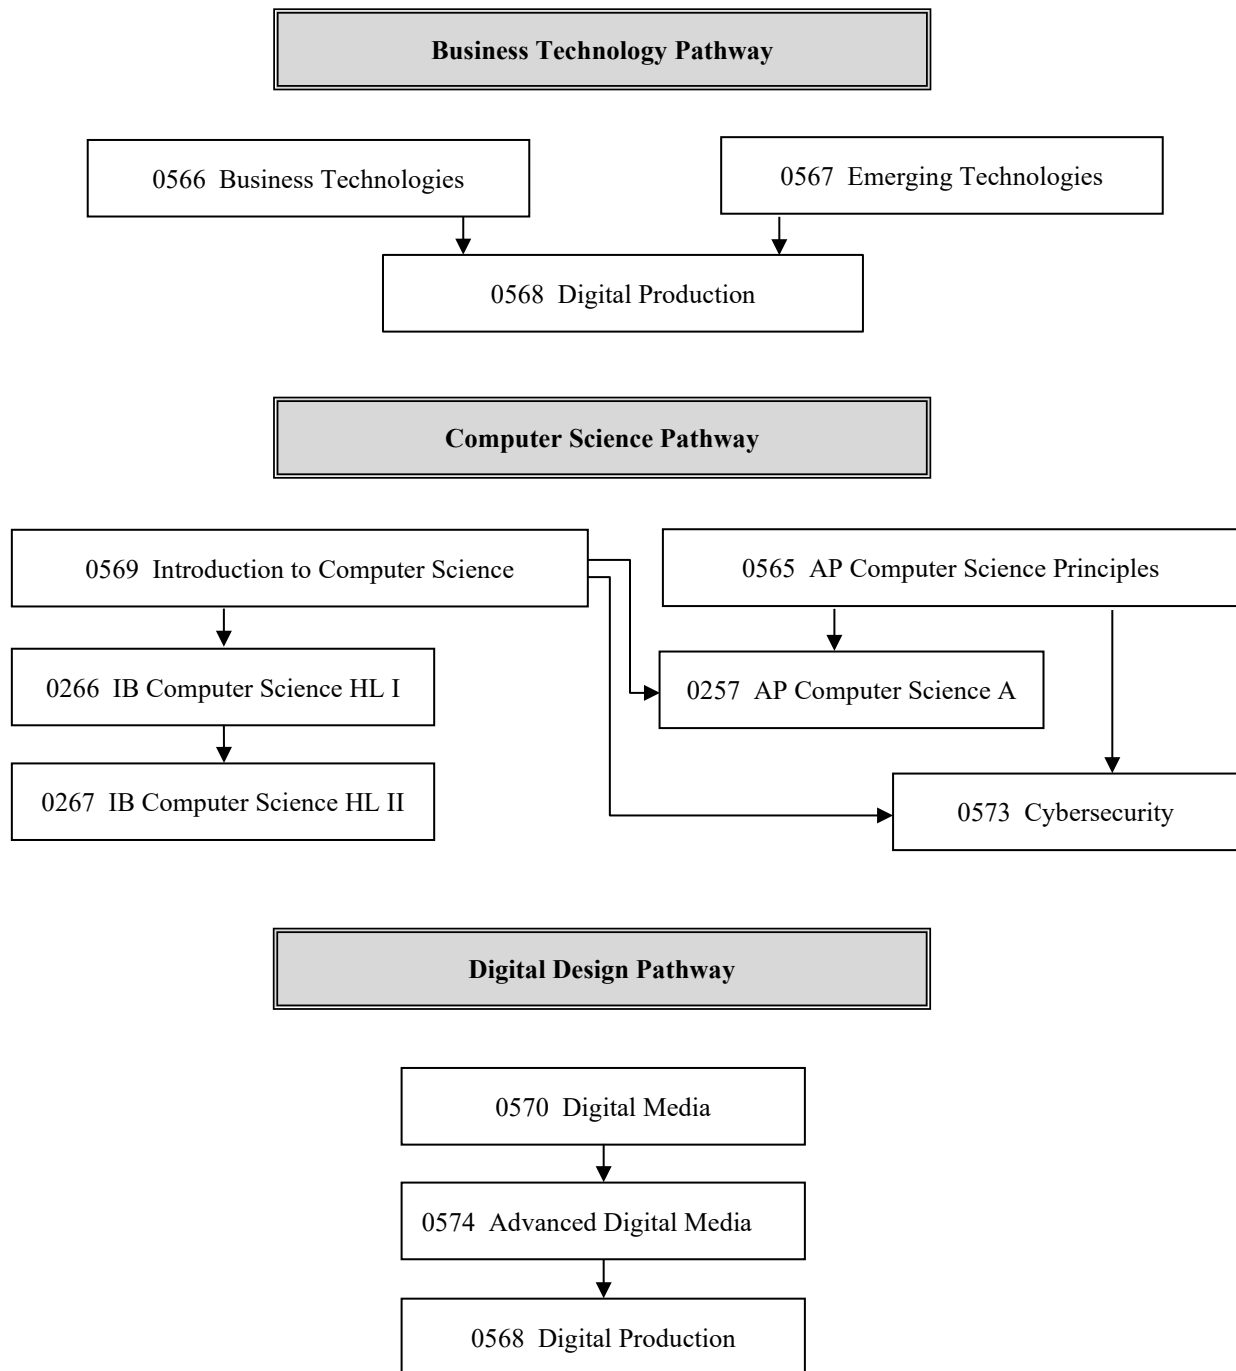 Business Technology Pathway
0566 Business Technologies
0567 Emerging Technologies
0568 Digital Production
Computer Science Pathway
0569 Introduction to Computer Science
0565 AP Computer Science Principles
0266 IB Computer Science HL I
0257 AP Computer Science A
0267 IB Computer Science HL II
0573 Cybersecurity
Digital Design Pathway
0570 Digital Media
0574 Advanced Digital Media
0568 Digital Production